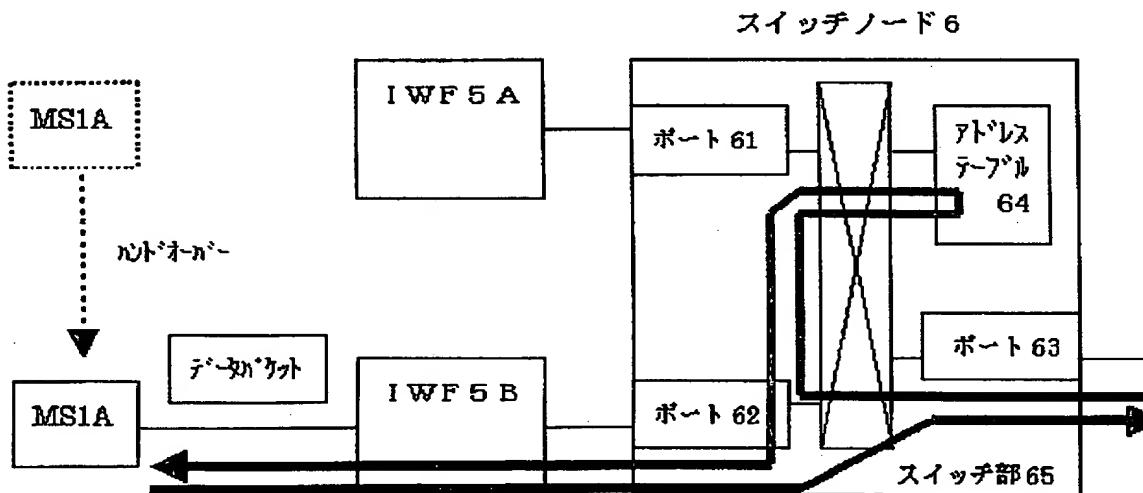 スイッチノード6
MS1A
IWF5A
ポート61
アドレス
テーブル
64
ハンドオーバー
データパケット
ポート63
MS1A
IWF5B
ポート62
スイッチ部65